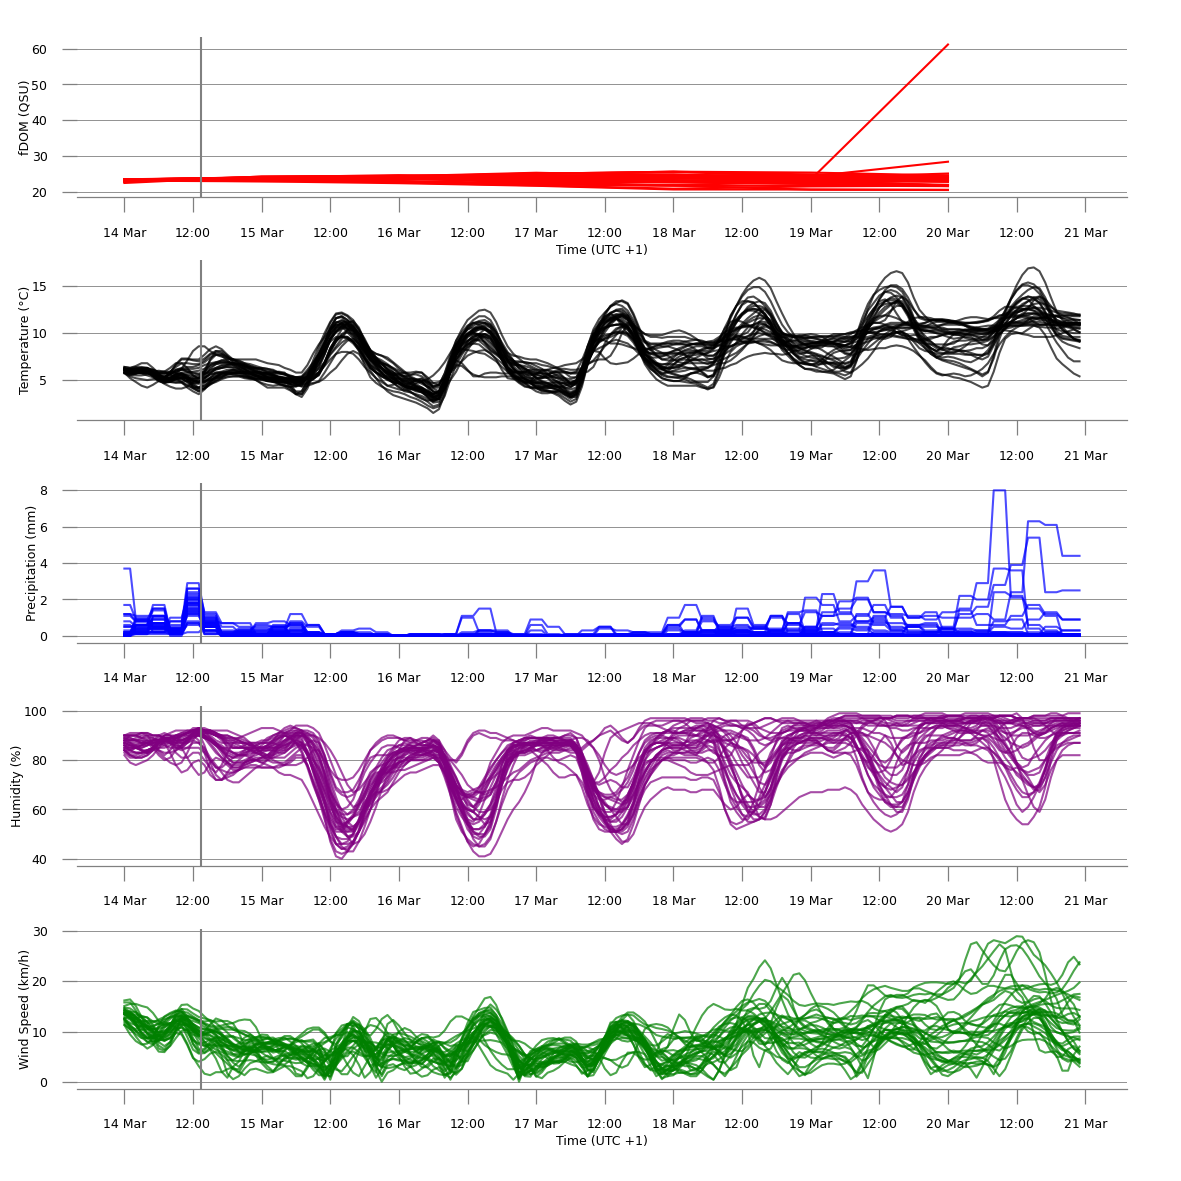 fDOM (QSU)
60
50
40
30
20
14 Mar 12:00 15 Mar 12:00 16 Mar 12:00 17 Mar 12:00 18 Mar 12:00 19 Mar 12:00 20 Mar 12:00 21 Mar
Time (UTC +1)
Temperature (°C)
15
10
5
14 Mar 12:00 15 Mar 12:00 16 Mar 12:00 17 Mar 12:00 18 Mar 12:00 19 Mar 12:00 20 Mar 12:00 21 Mar
Precipitation (mm)
8
6
4
2
0
14 Mar 12:00 15 Mar 12:00 16 Mar 12:00 17 Mar 12:00 18 Mar 12:00 19 Mar 12:00 20 Mar 12:00 21 Mar
Humidity (%)
100
80
60
40
14 Mar 12:00 15 Mar 12:00 16 Mar 12:00 17 Mar 12:00 18 Mar 12:00 19 Mar 12:00 20 Mar 12:00 21 Mar
Wind Speed (km/h)
30
20
10
0
14 Mar 12:00 15 Mar 12:00 16 Mar 12:00 17 Mar 12:00 18 Mar 12:00 19 Mar 12:00 20 Mar 12:00 21 Mar
Time (UTC +1)